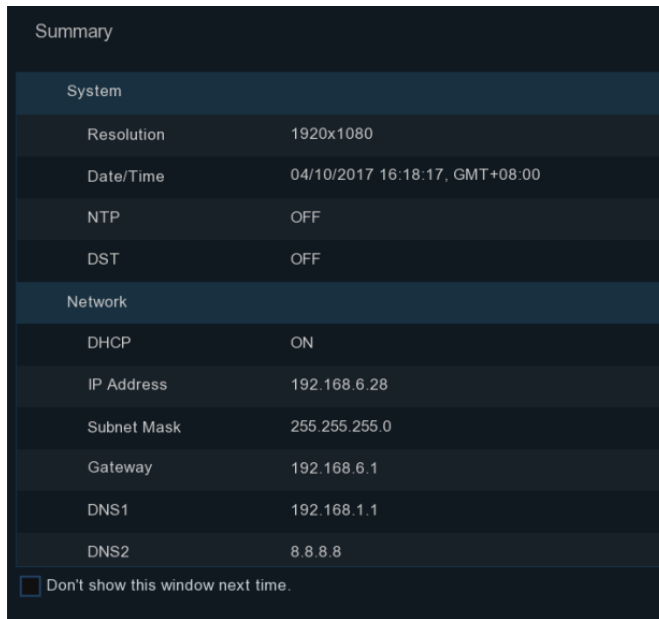 Summary
System
Resolution 1920x1080
Date/Time 04/10/2017 16:18:17, GMT+08:00
NTP OFF
DST OFF
Network
DHCP ON
IP Address 192.168.6.28
Subnet Mask 255.255.255.0
Gateway 192.168.6.1
DNS1 192.168.1.1
DNS2 8.8.8.8
Don't show this window next time.